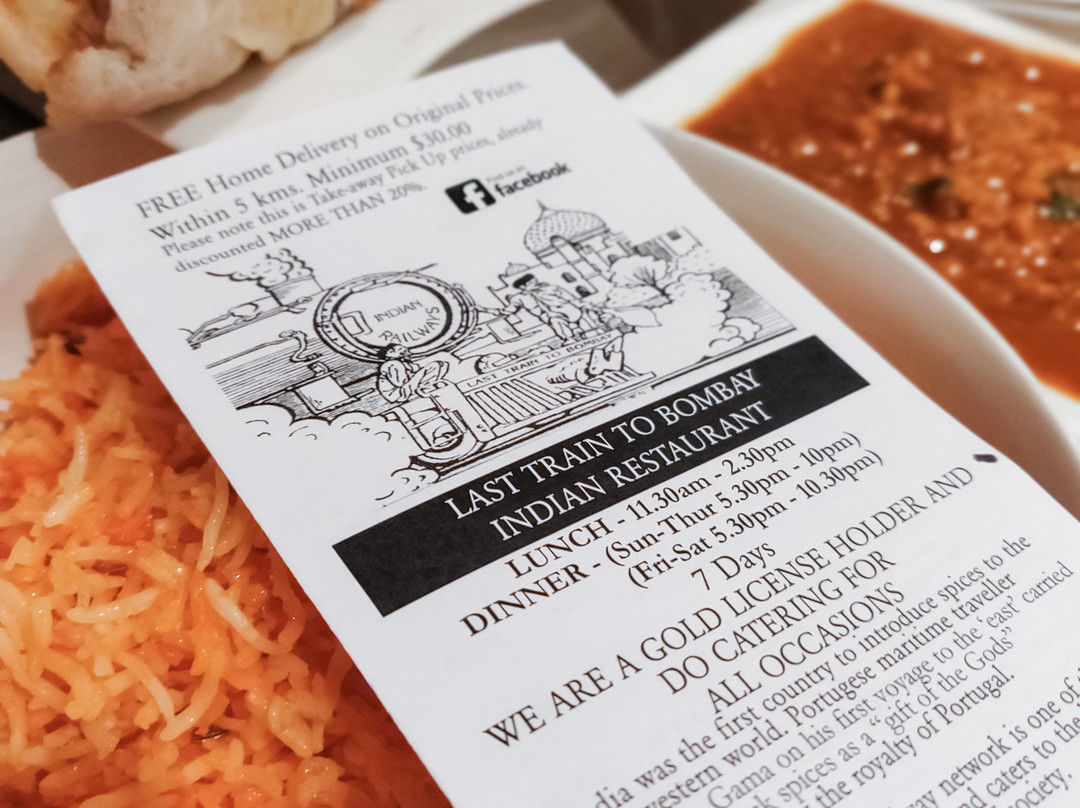 FREE Home Delivery on Original Prices.
Within 5 kms. Minimum $30.00
Please note this is Take-away Pick Up prices, already
discounted MORE THAN 20%.
Find us on
facebook
INDIAN
RAILWAYS
LAST TRAIN TO BOMBAY
LAST TRAIN TO BOMBAY
INDIAN RESTAURANT
LUNCH - 11.30am - 2.30pm
DINNER - (Sun-Thur 5.30pm - 10pm)
(Fri-Sat 5.30pm - 10.30pm)
7 Days
WE ARE A GOLD LICENSE HOLDER AND
DO CATERING FOR
ALL OCCASIONS
dia was the first country to introduce spices to the
estern world. Portugese maritime traveller
Gama on his first voyage to the 'east' carried
k spices as a "gift of the Gods"
the royalty of Portugal.
ay network is one of
d caters to the
ciety.